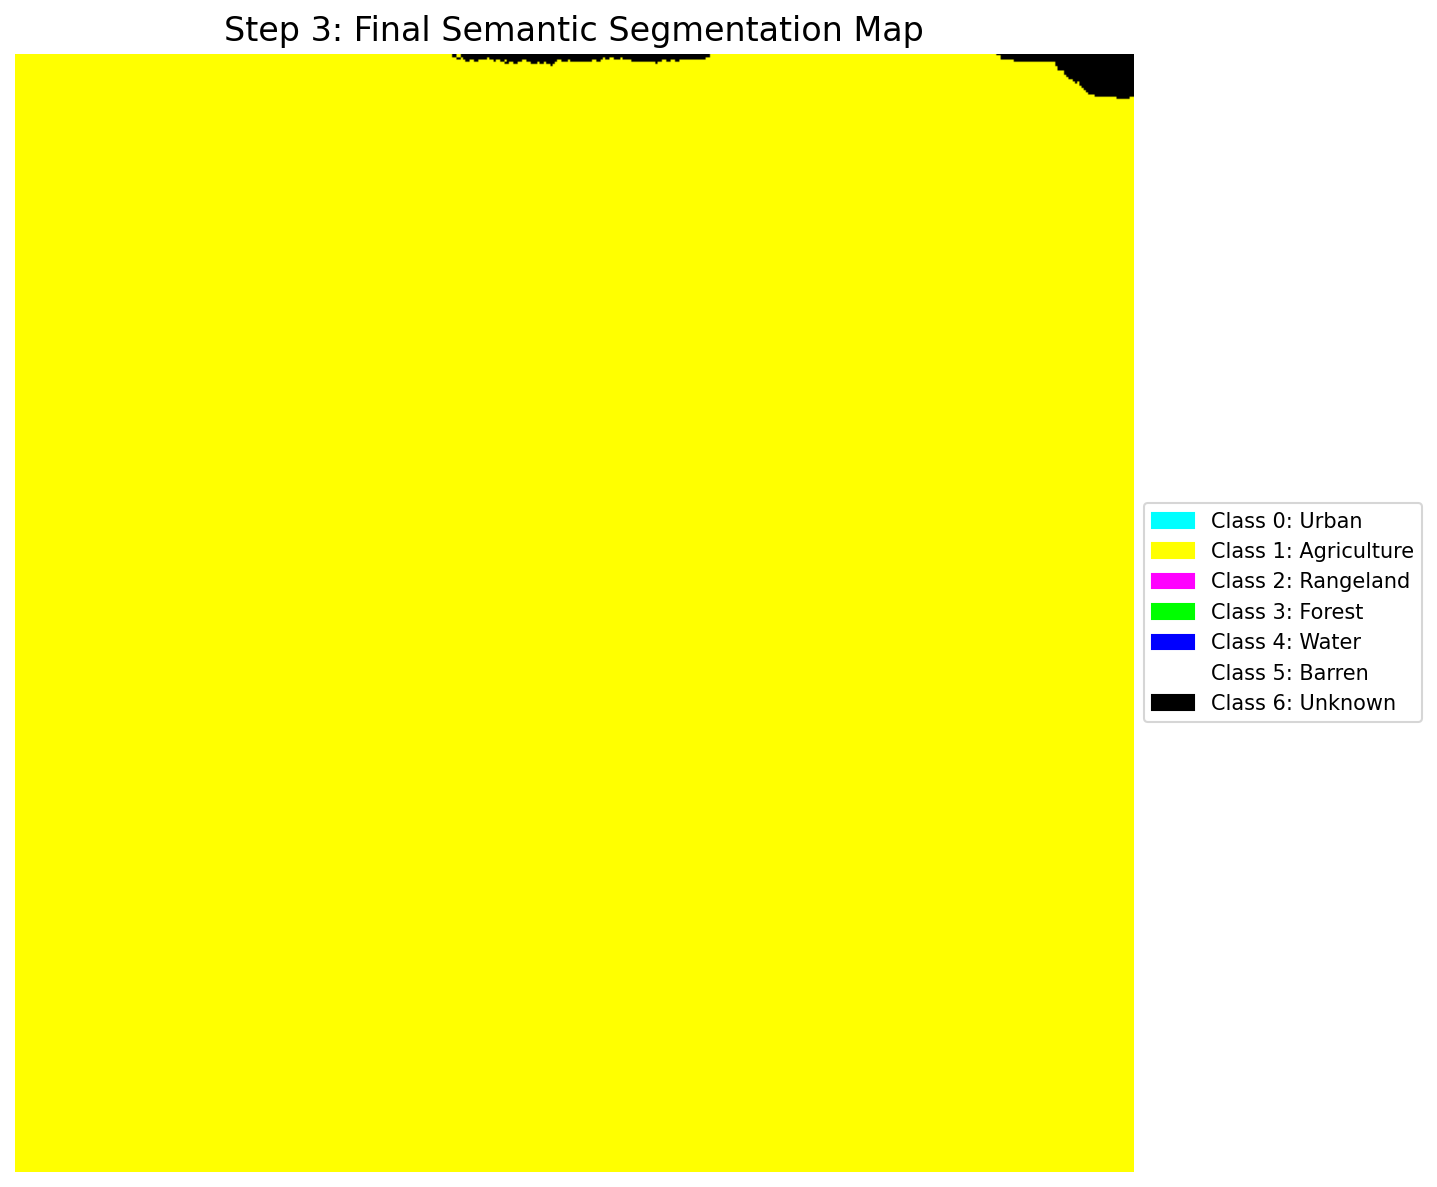 Step 3: Final Semantic Segmentation Map
Class 0: Urban
Class 1: Agriculture
Class 2: Rangeland
Class 3: Forest
Class 4: Water
Class 5: Barren
Class 6: Unknown